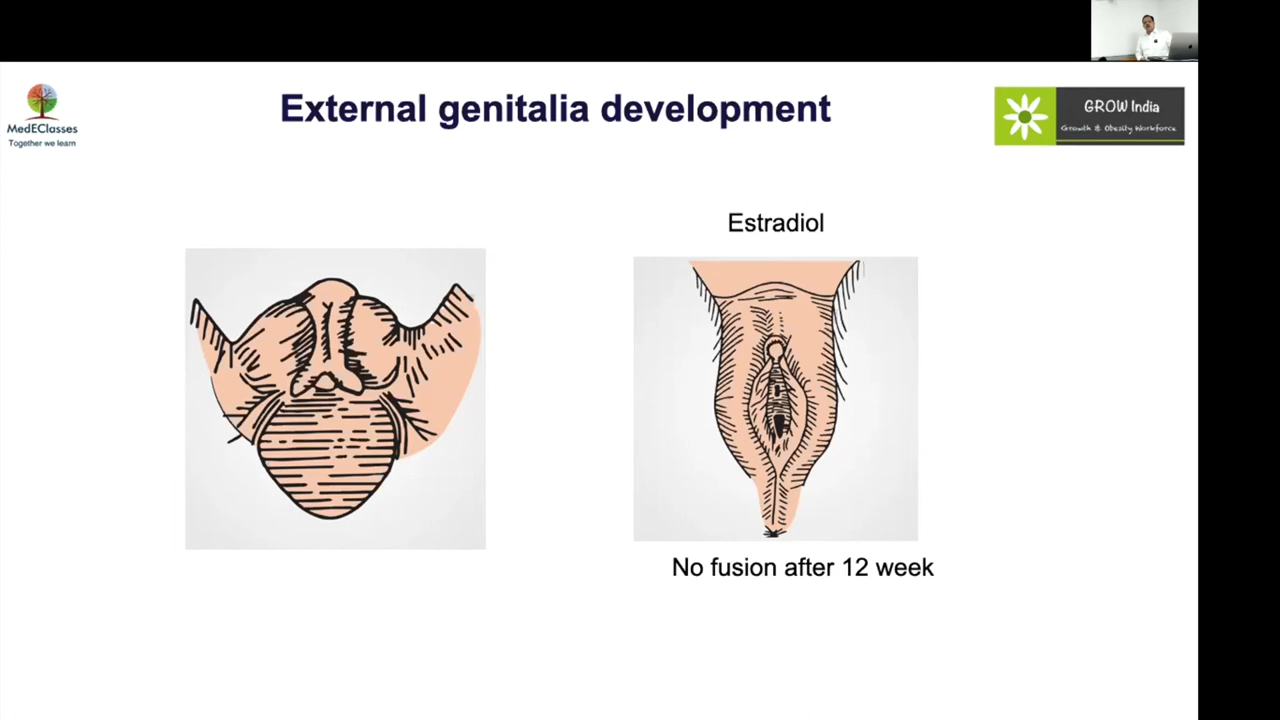 External genitalia development
MedEClasses
Together we learn
GROW India
Growth & Obesity Workforce
Estradiol
No fusion after 12 week